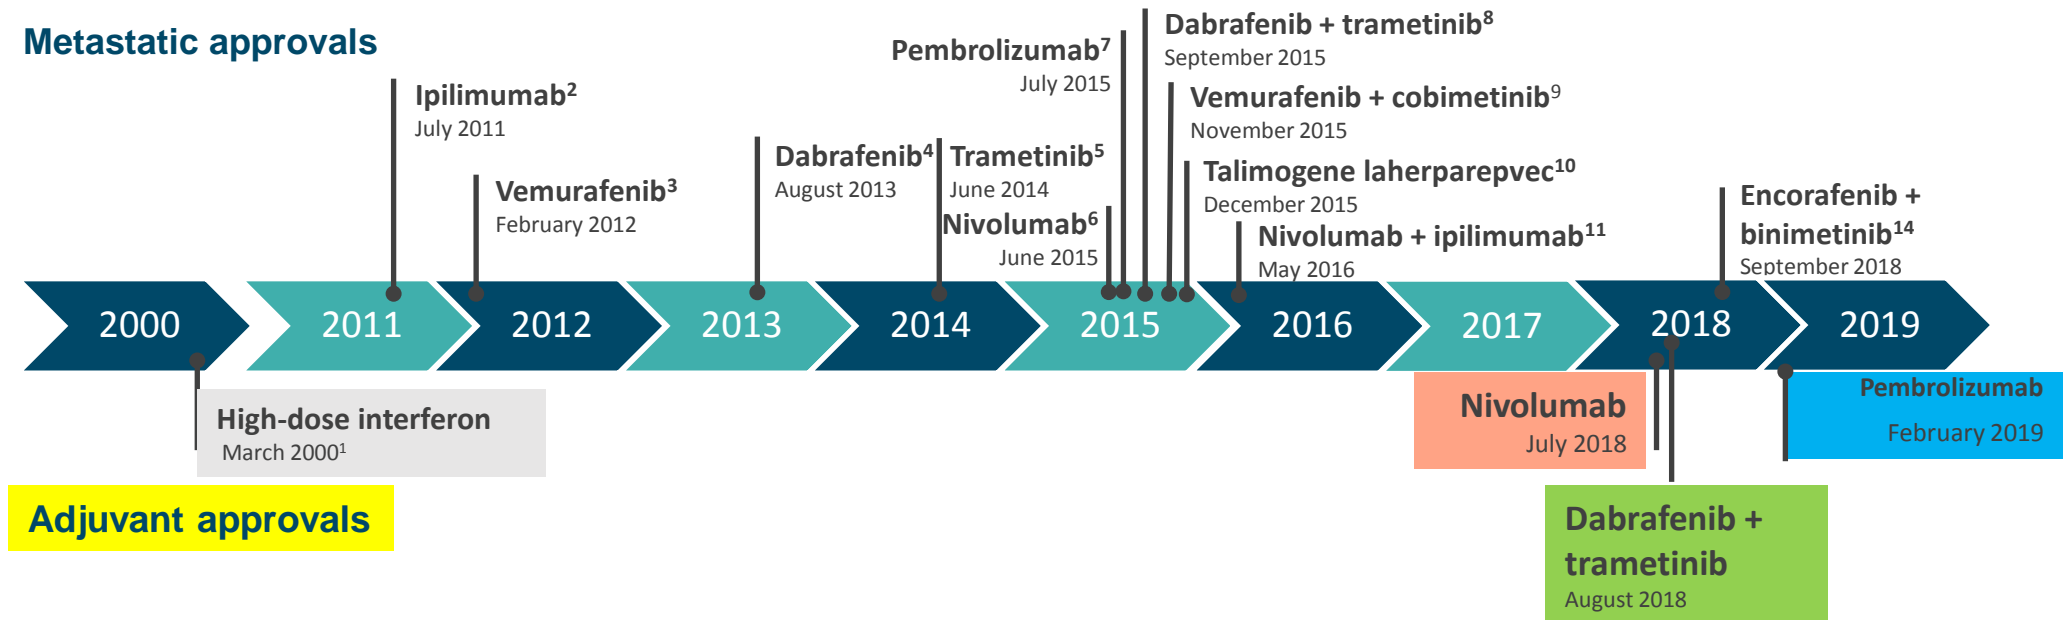 Metastatic approvals
Ipilimumab²
July 2011
Vemurafenib³
February 2012
Dabrafenib⁴
August 2013
Trametinib⁵
June 2014
Nivolumab⁶
June 2015
Pembrolizumab⁷
July 2015
Dabrafenib + trametinib⁸
September 2015
Vemurafenib + cobimetinib⁹
November 2015
Talimogene laherparepvec¹⁰
December 2015
Nivolumab + ipilimumab¹¹
May 2016
Encorafenib +
binimetinib¹⁴
September 2018
2000
2011
2012
2013
2014
2015
2016
2017
2018
2019
High-dose interferon
March 2000¹
Nivolumab
July 2018
Pembrolizumab
February 2019
Adjuvant approvals
Dabrafenib +
trametinib
August 2018